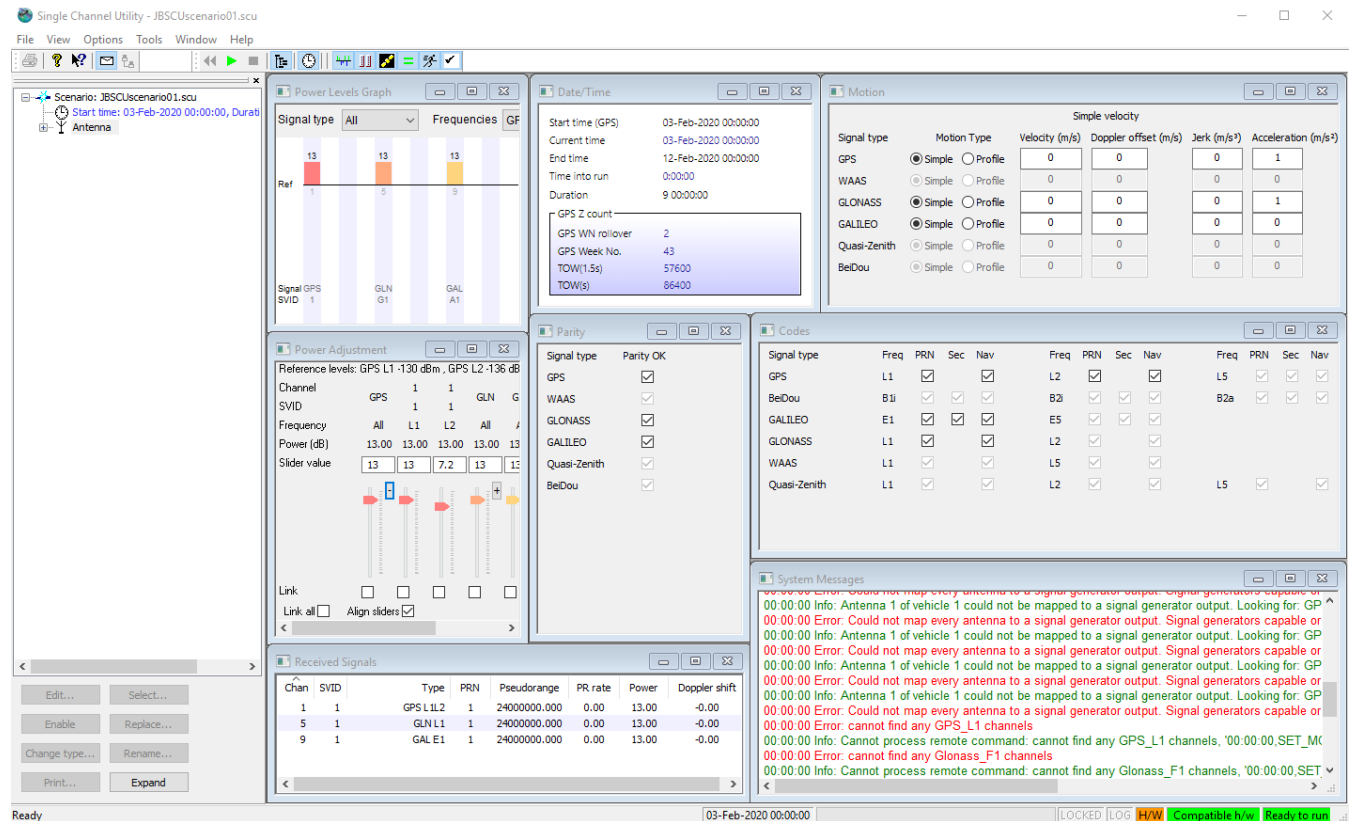 Single Channel Utility - JBSCUscenario01.scu
File View Options Tools Window Help
Scenario: JBSCUscenario01.scu
Start time: 03-Feb-2020 00:00:00, Durati
Antenna
Edit... Select...
Enable Replace...
Change type... Rename...
Print... Expand
Power Levels Graph
Signal type All Frequencies GF
13 13 13
Ref
1 5 9
Signal GPS GLN GAL
SVID 1 G1 A1
Date/Time
Start time (GPS) 03-Feb-2020 00:00:00
Current time 03-Feb-2020 00:00:00
End time 12-Feb-2020 00:00:00
Time into run 0:00:00
Duration 9 00:00:00
GPS Z count
GPS WN rollover 2
GPS Week No. 43
TOW(1.5s) 57600
TOW(s) 86400
Motion
Simple velocity
Signal type Motion Type Velocity (m/s) Doppler offset (m/s) Jerk (m/s³) Acceleration (m/s²)
GPS Simple Profile 0 0 0 1
WAAS Simple Profile 0 0 0 0
GLONASS Simple Profile 0 0 0 1
GALILEO Simple Profile 0 0 0 0
Quasi-Zenith Simple Profile 0 0 0 0
BeiDou Simple Profile 0 0 0 0
Power Adjustment
Reference levels: GPS L1 -130 dBm , GPS L2 -136 dB
Channel 1 1
GPS GLN G
SVID 1 1
Frequency All L1 L2 All
Power (dB) 13.00 13.00 13.00 13.00 13
Slider value 13 13 7.2 13 13
- +
Link
Link all Align sliders
Parity
Signal type Parity OK
GPS
WAAS
GLONASS
GALILEO
Quasi-Zenith
BeiDou
Codes
Signal type Freq PRN Sec Nav Freq PRN Sec Nav Freq PRN Sec Nav
GPS L1 L2 L5
BeiDou B1i B2i B2a
GALILEO E1 E5
GLONASS L1 L2
WAAS L1 L5
Quasi-Zenith L1 L2 L5
Received Signals
Chan SVID Type PRN Pseudorange PR rate Power Doppler shift
1 1 GPS L1L2 1 24000000.000 0.00 13.00 -0.00
5 1 GLN L1 1 24000000.000 0.00 13.00 -0.00
9 1 GAL E1 1 24000000.000 0.00 13.00 -0.00
System Messages
00:00:00 Error: Could not map every antenna to a signal generator output. Signal generators capable or
00:00:00 Info: Antenna 1 of vehicle 1 could not be mapped to a signal generator output. Looking for: GP
00:00:00 Error: Could not map every antenna to a signal generator output. Signal generators capable or
00:00:00 Info: Antenna 1 of vehicle 1 could not be mapped to a signal generator output. Looking for: GP
00:00:00 Error: Could not map every antenna to a signal generator output. Signal generators capable or
00:00:00 Info: Antenna 1 of vehicle 1 could not be mapped to a signal generator output. Looking for: GP
00:00:00 Error: Could not map every antenna to a signal generator output. Signal generators capable or
00:00:00 Info: Antenna 1 of vehicle 1 could not be mapped to a signal generator output. Looking for: GP
00:00:00 Error: Could not map every antenna to a signal generator output. Signal generators capable or
00:00:00 Error: cannot find any GPS_L1 channels
00:00:00 Info: Cannot process remote command: cannot find any GPS_L1 channels, '00:00:00,SET_M
00:00:00 Error: cannot find any Glonass_F1 channels
00:00:00 Info: Cannot process remote command: cannot find any Glonass_F1 channels, '00:00:00,SET_
Ready 03-Feb-2020 00:00:00 LOCKED LOG H/W Compatible h/w Ready to run